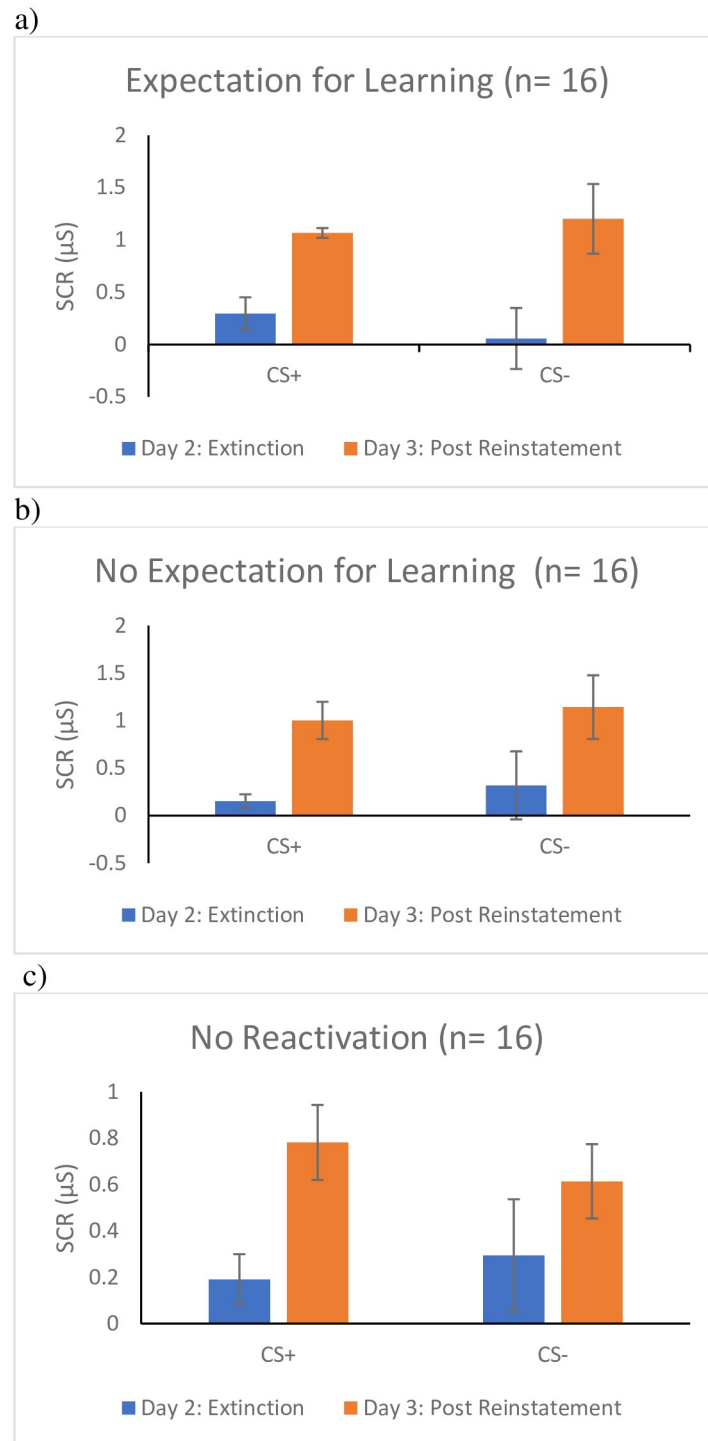 a)
Expectation for Learning (n= 16)
2
1.5
1
0.5
0
-0.5
SCR (µS)
CS+ CS-
Day 2: Extinction Day 3: Post Reinstatement
b)
No Expectation for Learning (n= 16)
2
1.5
1
0.5
0
-0.5
SCR (µS)
CS+ CS-
Day 2: Extinction Day 3: Post Reinstatement
c)
No Reactivation (n= 16)
1
0.8
0.6
0.4
0.2
0
SCR (µS)
CS+ CS-
Day 2: Extinction Day 3: Post Reinstatement